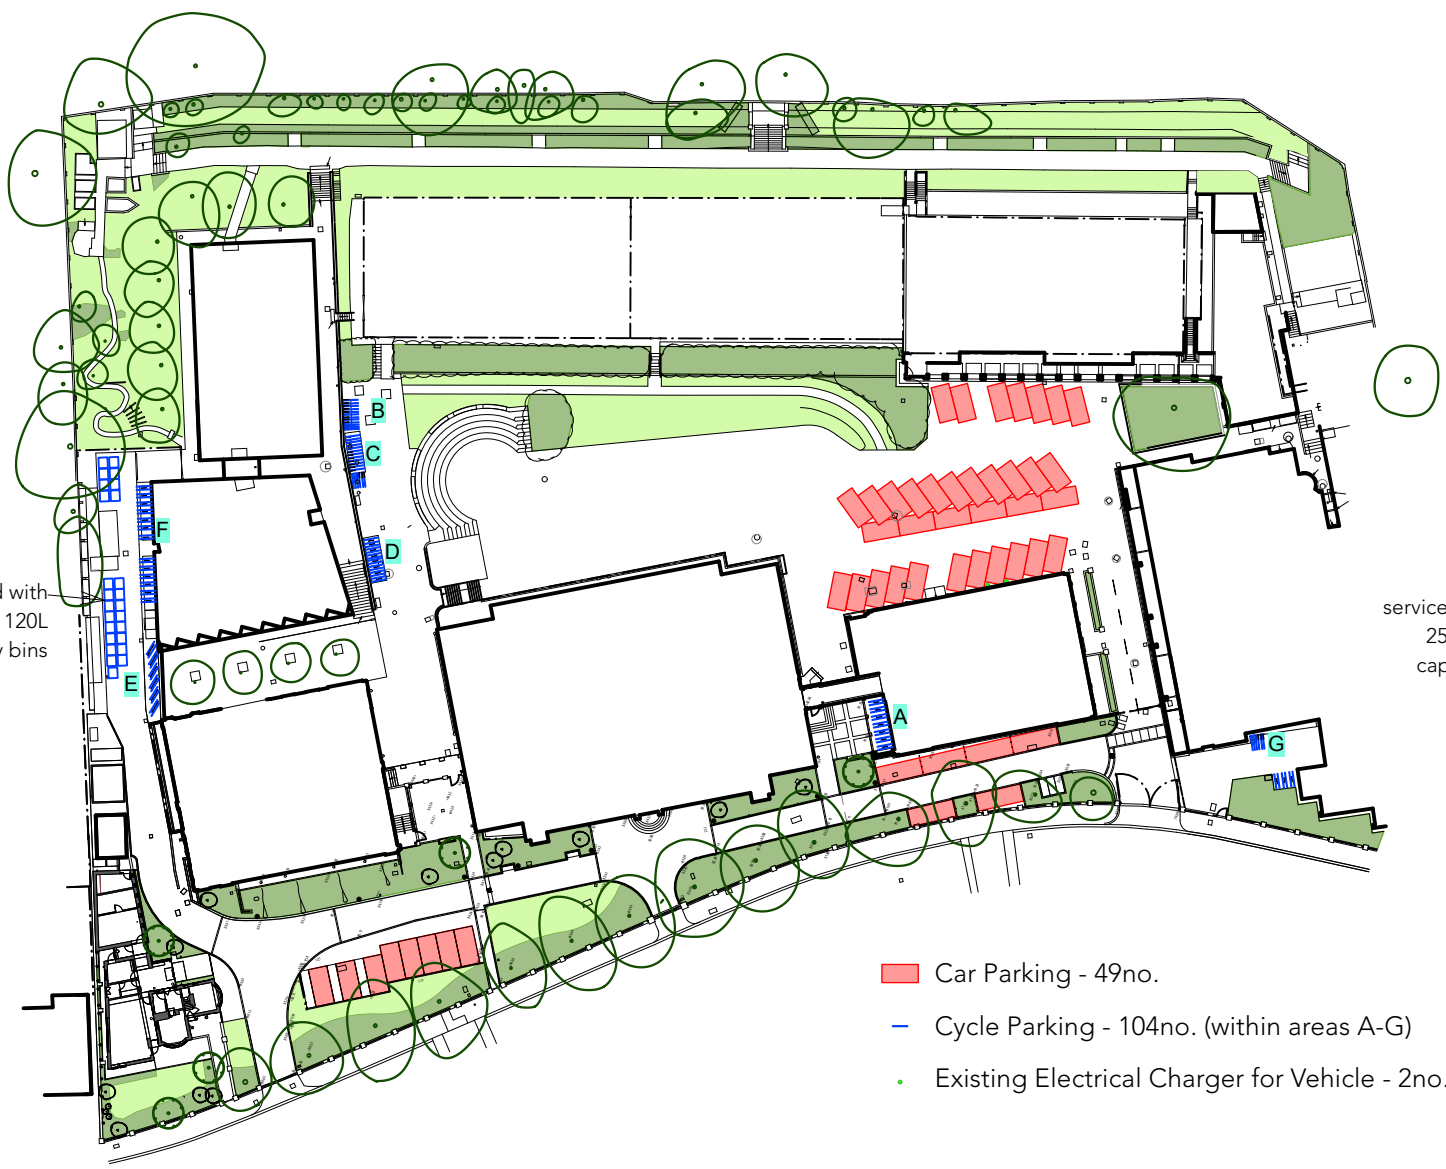 B
C
F
D
d with
120L
bins
E
service
25
cap
A
G
Car Parking - 49no.
Cycle Parking - 104no. (within areas A-G)
Existing Electrical Charger for Vehicle - 2no.